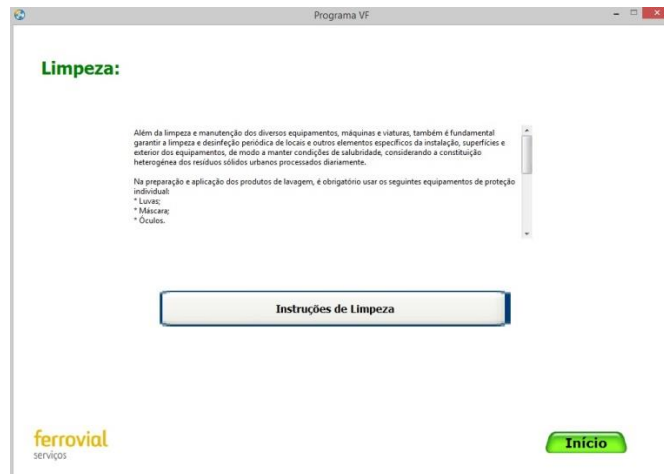 Programa VF
Limpeza:
Além da limpeza e manutenção dos diversos equipamentos, máquinas e viaturas, também é fundamental
garantir a limpeza e desinfeção periódica de locais e outros elementos específicos da instalação, superfícies e
exterior dos equipamentos, de modo a manter condições de salubridade, considerando a constituição
heterogénea dos resíduos sólidos urbanos processados diariamente.
Na preparação e aplicação dos produtos de lavagem, é obrigatório usar os seguintes equipamentos de proteção
individual:
* Luvas;
* Máscara;
* Óculos.
Instruções de Limpeza
ferrovial
serviços
Início